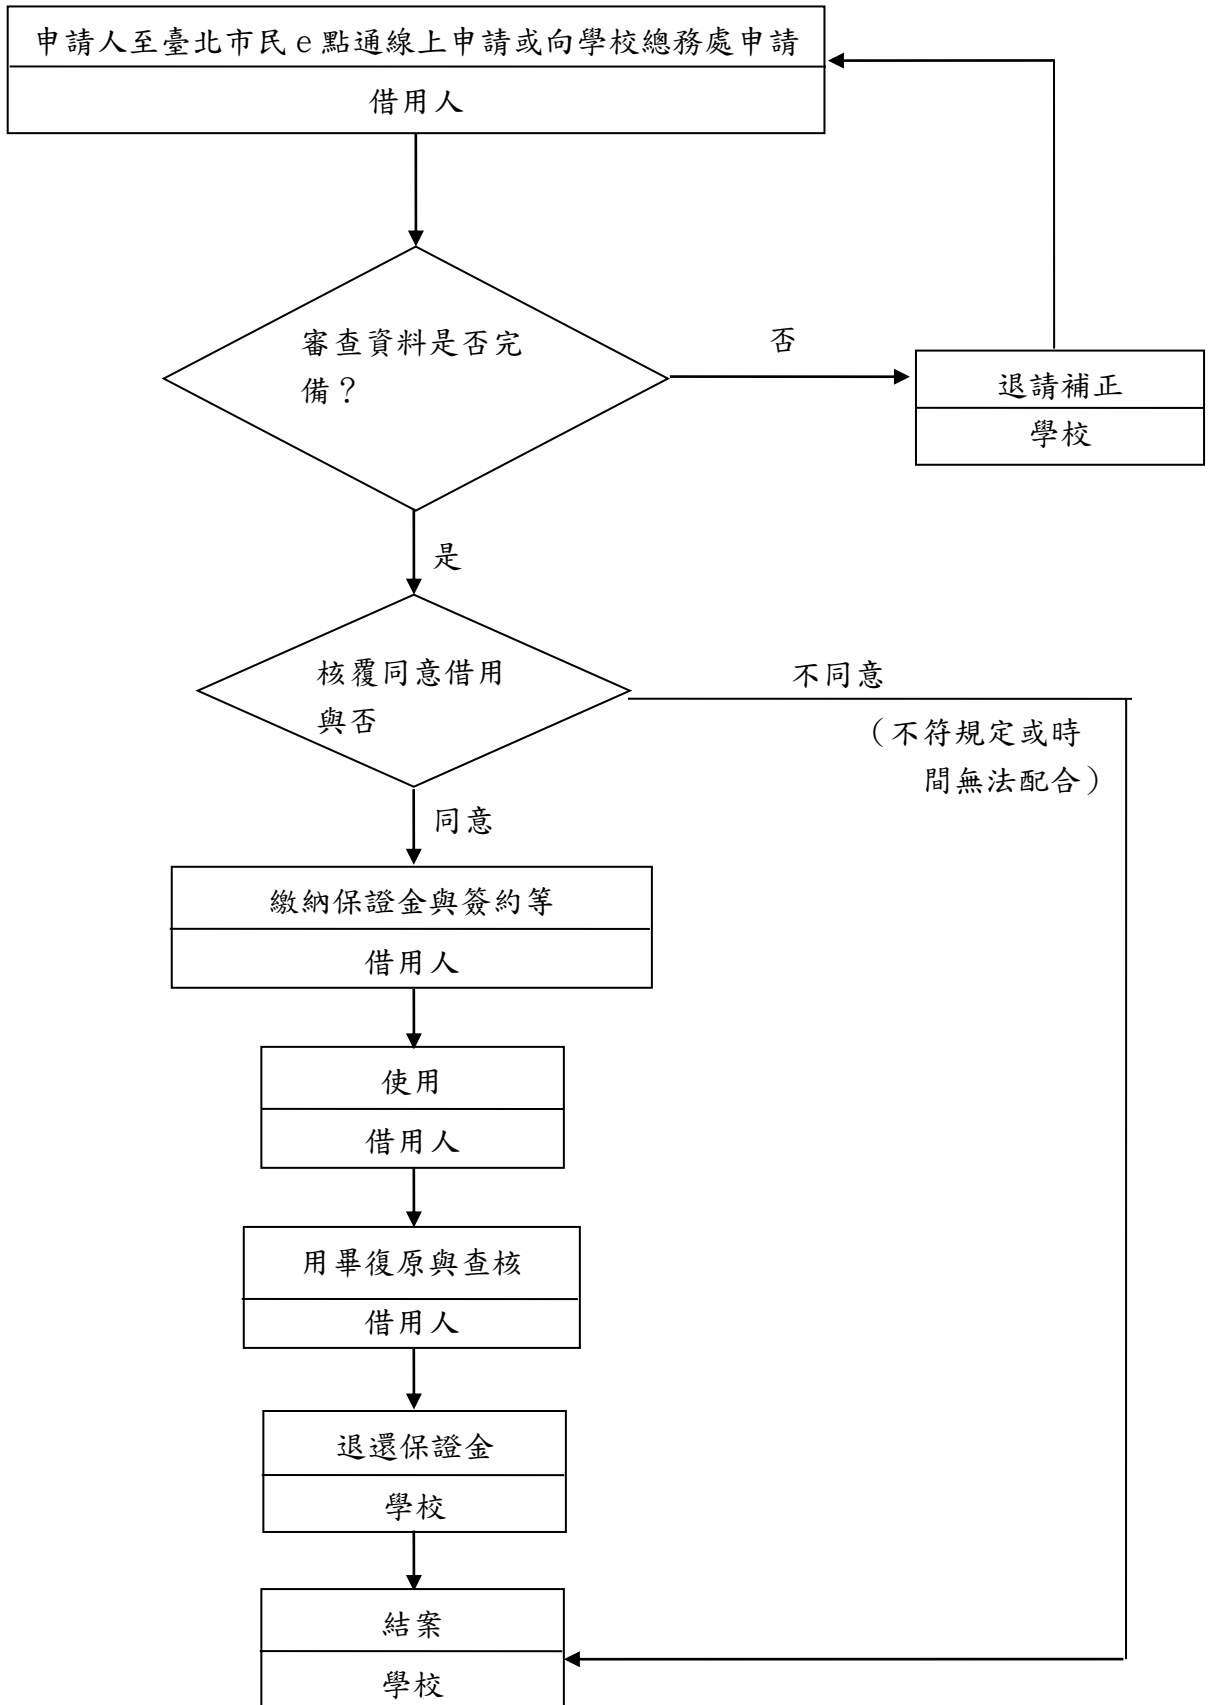 申請人至臺北市民e點通線上申請或向學校總務處申請
借用人
審查資料是否完
備？
否
退請補正
學校
是
核覆同意借用
與否
不同意
（不符規定或時
間無法配合）
同意
繳納保證金與簽約等
借用人
使用
借用人
用畢復原與查核
借用人
退還保證金
學校
結案
學校